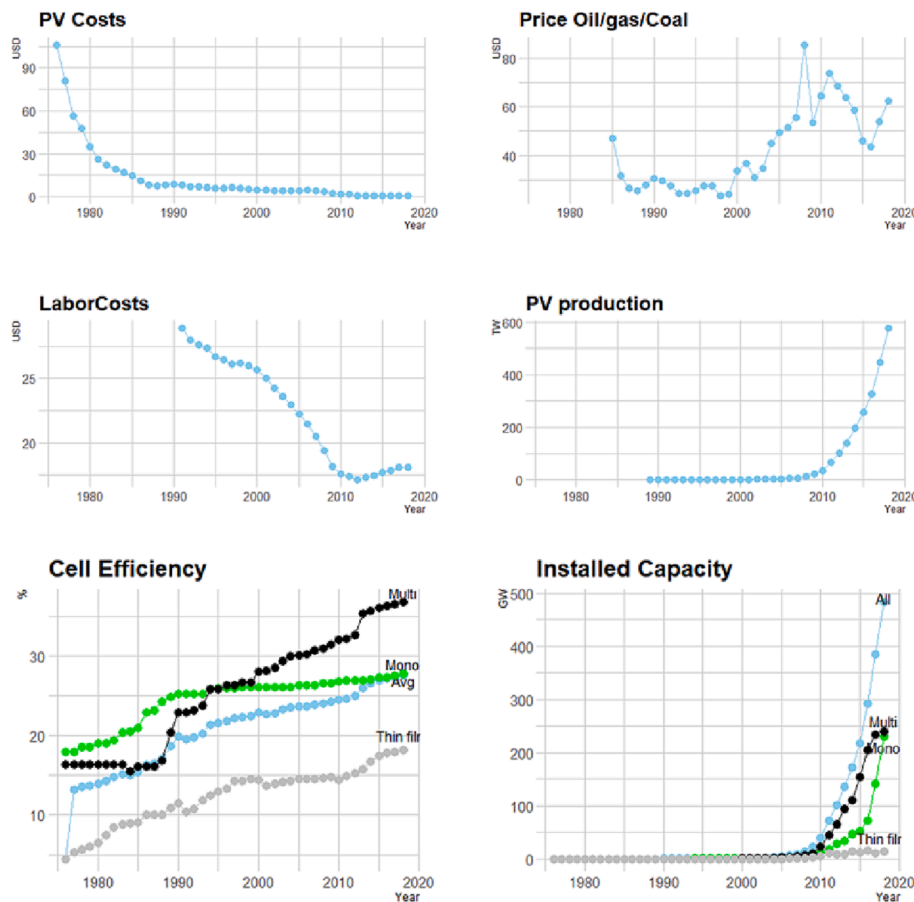 PV Costs
USD
90
60
30
0
1980
1990
2000
2010
2020
Year
Price Oil/gas/Coal
USD
80
60
40
1980
1990
2000
2010
2020
Year
LaborCosts
USD
25
20
1980
1990
2000
2010
2020
Year
PV production
TW
600
400
200
0
1980
1990
2000
2010
2020
Year
Cell Efficiency
%
30
20
10
Multi
Mono
Avg
Thin filr
1980
1990
2000
2010
2020
Year
Installed Capacity
GW
500
400
300
200
100
0
All
Multi
Mono
Thin filr
1980
1990
2000
2010
2020
Year